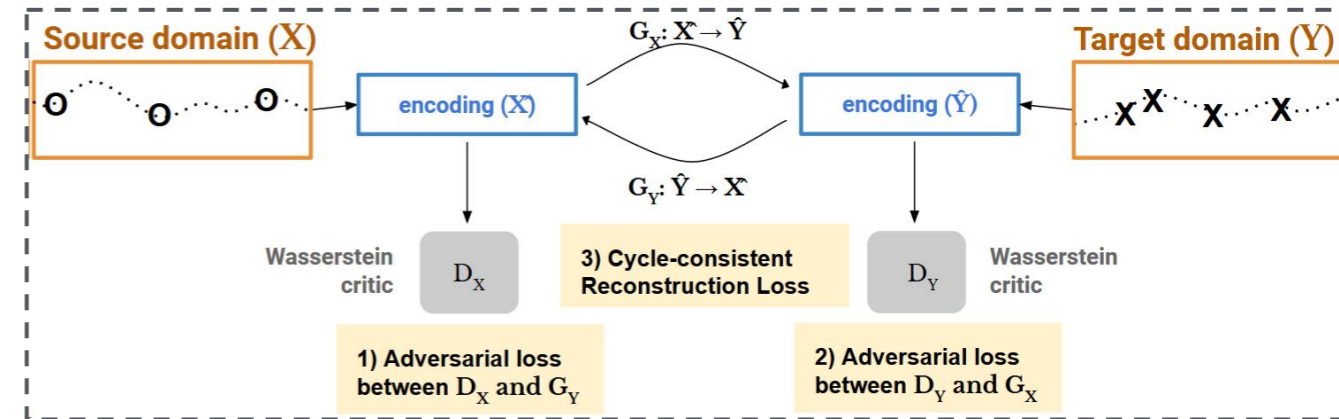 Source domain (X)
O O O
encoding (X̂)
G_X: X̂ → Ŷ
G_Y: Ŷ → X̂
encoding (Ŷ)
Target domain (Y)
X X X X
Wasserstein
critic
D_X
3) Cycle-consistent
Reconstruction Loss
D_Y
Wasserstein
critic
1) Adversarial loss
between D_X and G_Y
2) Adversarial loss
between D_Y and G_X